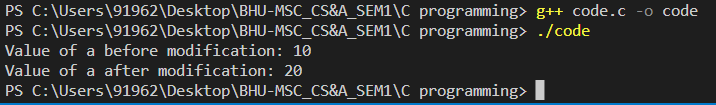 PS C:\Users\91962\Desktop\BHU-MSC_CS&A_SEM1\C programming> g++ code.c -o code
PS C:\Users\91962\Desktop\BHU-MSC_CS&A_SEM1\C programming> ./code
Value of a before modification: 10
Value of a after modification: 20
PS C:\Users\91962\Desktop\BHU-MSC_CS&A_SEM1\C programming>